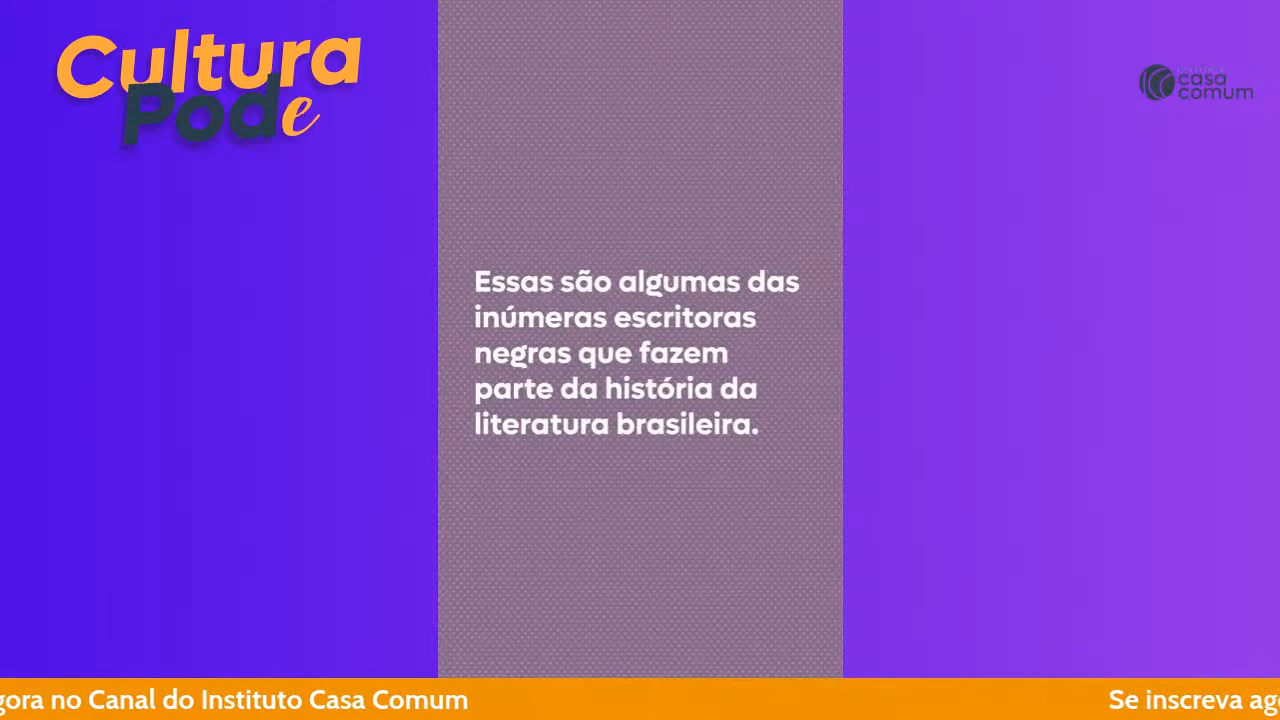 Cultura
Pode
casa
comum
Essas são algumas das
inúmeras escritoras
negras que fazem
parte da história da
literatura brasileira.
gora no Canal do Instituto Casa Comum
Se inscreva ag